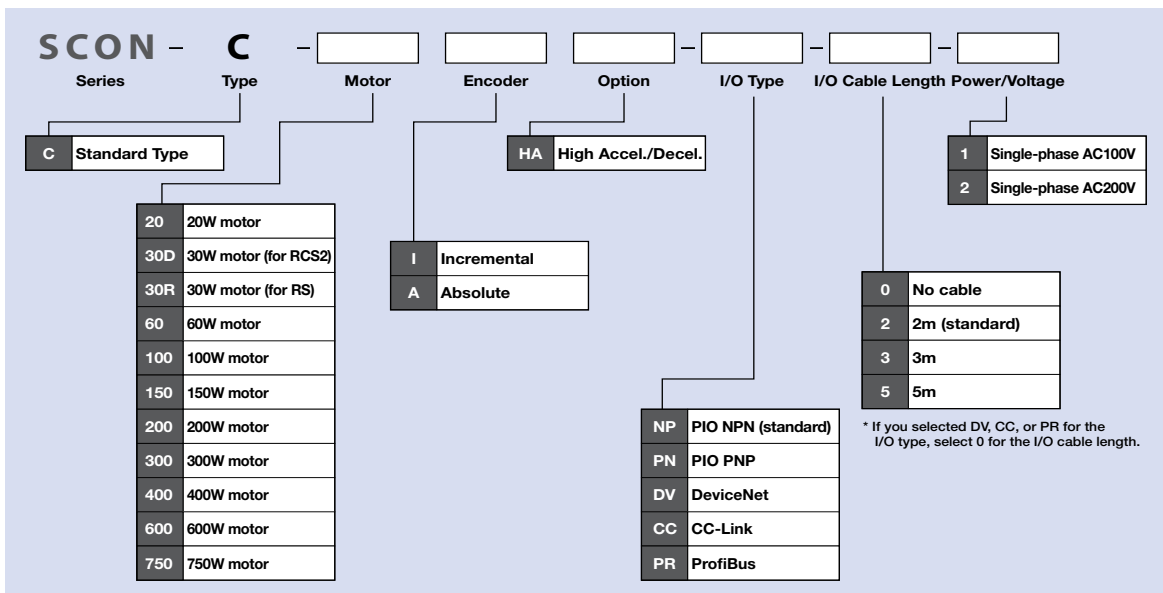 SCON - C - - - -
Series Type Motor Encoder Option I/O Type I/O Cable Length Power/Voltage
C Standard Type
HA High Accel./Decel.
1 Single-phase AC100V
2 Single-phase AC200V
20 20W motor
30D 30W motor (for RCS2)
30R 30W motor (for RS)
60 60W motor
100 100W motor
150 150W motor
200 200W motor
300 300W motor
400 400W motor
600 600W motor
750 750W motor
I Incremental
A Absolute
0 No cable
2 2m (standard)
3 3m
5 5m
* If you selected DV, CC, or PR for the
I/O type, select 0 for the I/O cable length.
NP PIO NPN (standard)
PN PIO PNP
DV DeviceNet
CC CC-Link
PR ProfiBus